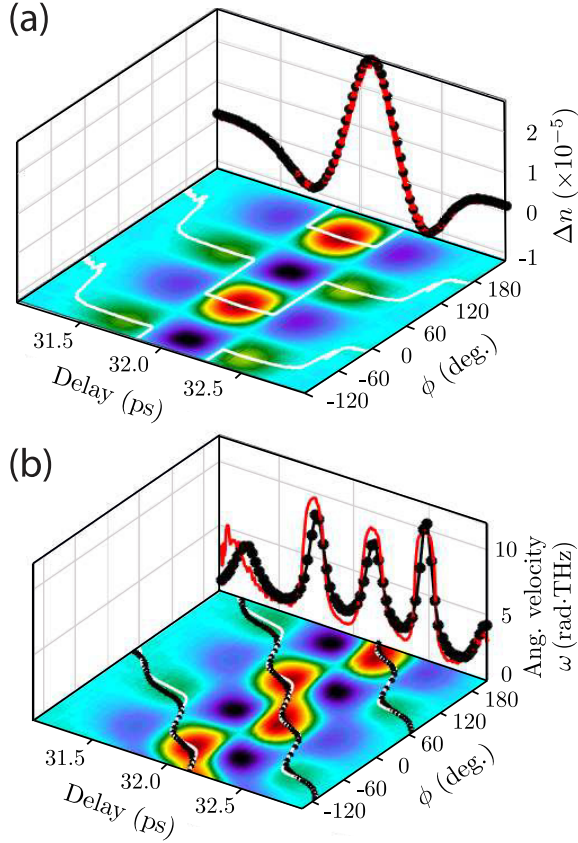 (a)
2
1
0
-1
Δn (×10⁻⁵)
31.5
32.0
32.5
Delay (ps)
-120
-60
0
60
120
180
ϕ (deg.)
(b)
10
5
0
Ang. velocity
ω (rad·THz)
31.5
32.0
32.5
Delay (ps)
-120
-60
0
60
120
180
ϕ (deg.)